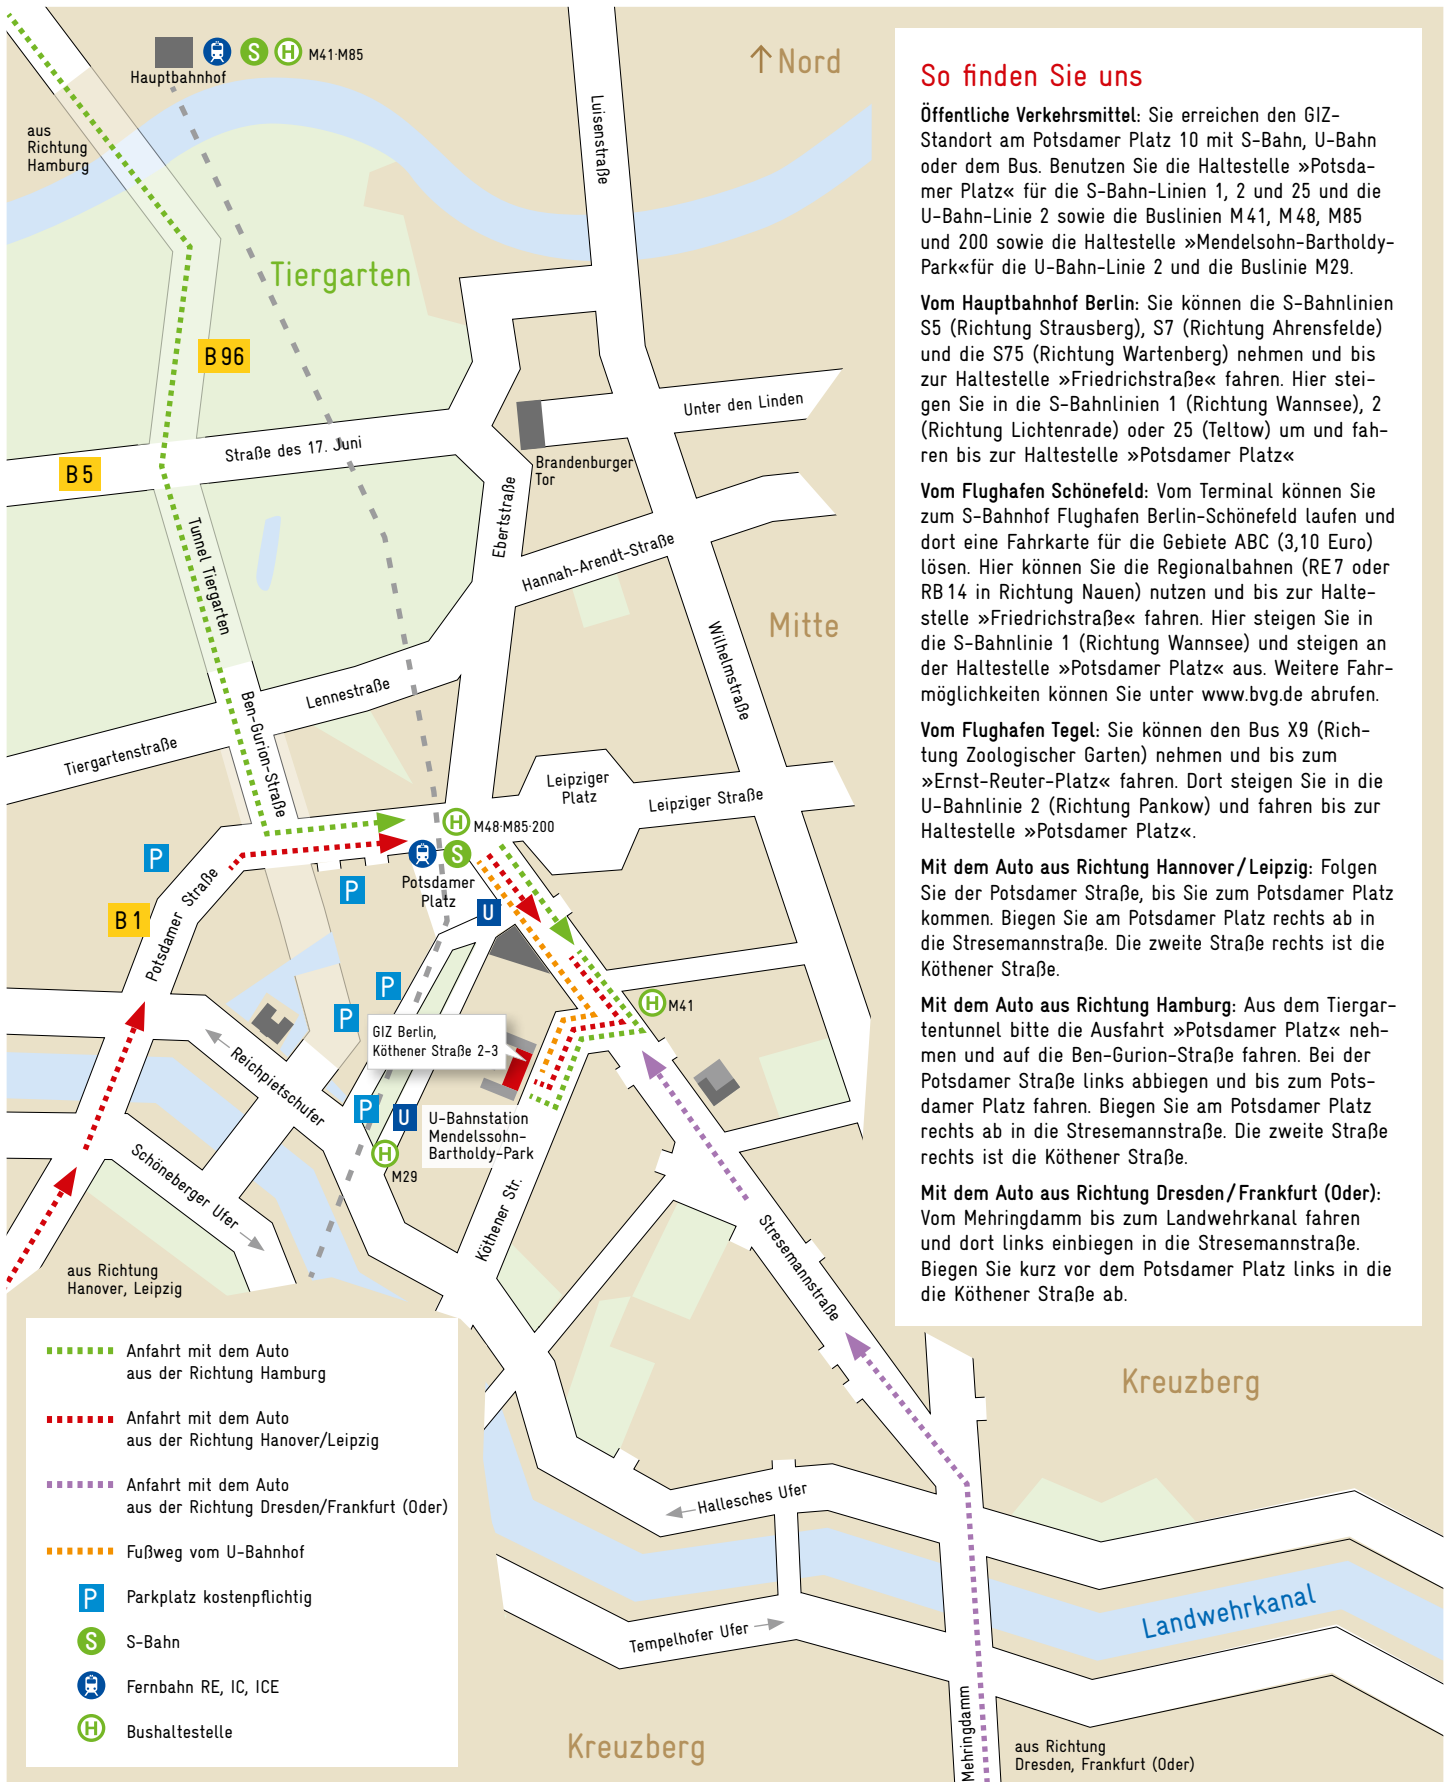 Hauptbahnhof
S
H
M41·M85
↑Nord
aus
Richtung
Hamburg
Luisenstraße
Tiergarten
B 96
B 5
Straße des 17. Juni
Unter den Linden
Brandenburger
Tor
Ebertstraße
Hannah-Arendt-Straße
Tunnel Tiergarten
Mitte
Wilhelmstraße
Lennestraße
Tiergartenstraße
Ben-Gurion-Straße
Leipziger
Platz
Leipziger Straße
H
M48·M85·200
S
Potsdamer
Platz
P
P
U
B 1
Potsdamer Straße
P
P
H
M41
GIZ Berlin,
Köthener Straße 2-3
Reichpietschufer
P
U
U-Bahnstation
Mendelssohn-
Bartholdy-Park
H
M29
Schöneberger Ufer
Köthener Str.
Stresemannstraße
aus Richtung
Hanover, Leipzig
Kreuzberg
Hallesches Ufer
Landwehrkanal
Tempelhofer Ufer
Mehringdamm
Kreuzberg
aus Richtung
Dresden, Frankfurt (Oder)
Anfahrt mit dem Auto
aus der Richtung Hamburg
Anfahrt mit dem Auto
aus der Richtung Hanover/Leipzig
Anfahrt mit dem Auto
aus der Richtung Dresden/Frankfurt (Oder)
Fußweg vom U-Bahnhof
P Parkplatz kostenpflichtig
S S-Bahn
Fernbahn RE, IC, ICE
H Bushaltestelle
So finden Sie uns
Öffentliche Verkehrsmittel: Sie erreichen den GIZ-
Standort am Potsdamer Platz 10 mit S-Bahn, U-Bahn
oder dem Bus. Benutzen Sie die Haltestelle »Potsda-
mer Platz« für die S-Bahn-Linien 1, 2 und 25 und die
U-Bahn-Linie 2 sowie die Buslinien M 41, M 48, M85
und 200 sowie die Haltestelle »Mendelsohn-Bartholdy-
Park«für die U-Bahn-Linie 2 und die Buslinie M29.
Vom Hauptbahnhof Berlin: Sie können die S-Bahnlinien
S5 (Richtung Strausberg), S7 (Richtung Ahrensfelde)
und die S75 (Richtung Wartenberg) nehmen und bis
zur Haltestelle »Friedrichstraße« fahren. Hier stei-
gen Sie in die S-Bahnlinien 1 (Richtung Wannsee), 2
(Richtung Lichtenrade) oder 25 (Teltow) um und fah-
ren bis zur Haltestelle »Potsdamer Platz«
Vom Flughafen Schönefeld: Vom Terminal können Sie
zum S-Bahnhof Flughafen Berlin-Schönefeld laufen und
dort eine Fahrkarte für die Gebiete ABC (3,10 Euro)
lösen. Hier können Sie die Regionalbahnen (RE 7 oder
RB 14 in Richtung Nauen) nutzen und bis zur Halte-
stelle »Friedrichstraße« fahren. Hier steigen Sie in
die S-Bahnlinie 1 (Richtung Wannsee) und steigen an
der Haltestelle »Potsdamer Platz« aus. Weitere Fahr-
möglichkeiten können Sie unter www.bvg.de abrufen.
Vom Flughafen Tegel: Sie können den Bus X9 (Rich-
tung Zoologischer Garten) nehmen und bis zum
»Ernst-Reuter-Platz« fahren. Dort steigen Sie in die
U-Bahnlinie 2 (Richtung Pankow) und fahren bis zur
Haltestelle »Potsdamer Platz«.
Mit dem Auto aus Richtung Hannover / Leipzig: Folgen
Sie der Potsdamer Straße, bis Sie zum Potsdamer Platz
kommen. Biegen Sie am Potsdamer Platz rechts ab in
die Stresemannstraße. Die zweite Straße rechts ist die
Köthener Straße.
Mit dem Auto aus Richtung Hamburg: Aus dem Tiergar-
tentunnel bitte die Ausfahrt »Potsdamer Platz« neh-
men und auf die Ben-Gurion-Straße fahren. Bei der
Potsdamer Straße links abbiegen und bis zum Pots-
damer Platz fahren. Biegen Sie am Potsdamer Platz
rechts ab in die Stresemannstraße. Die zweite Straße
rechts ist die Köthener Straße.
Mit dem Auto aus Richtung Dresden / Frankfurt (Oder):
Vom Mehringdamm bis zum Landwehrkanal fahren
und dort links einbiegen in die Stresemannstraße.
Biegen Sie kurz vor dem Potsdamer Platz links in die
die Köthener Straße ab.